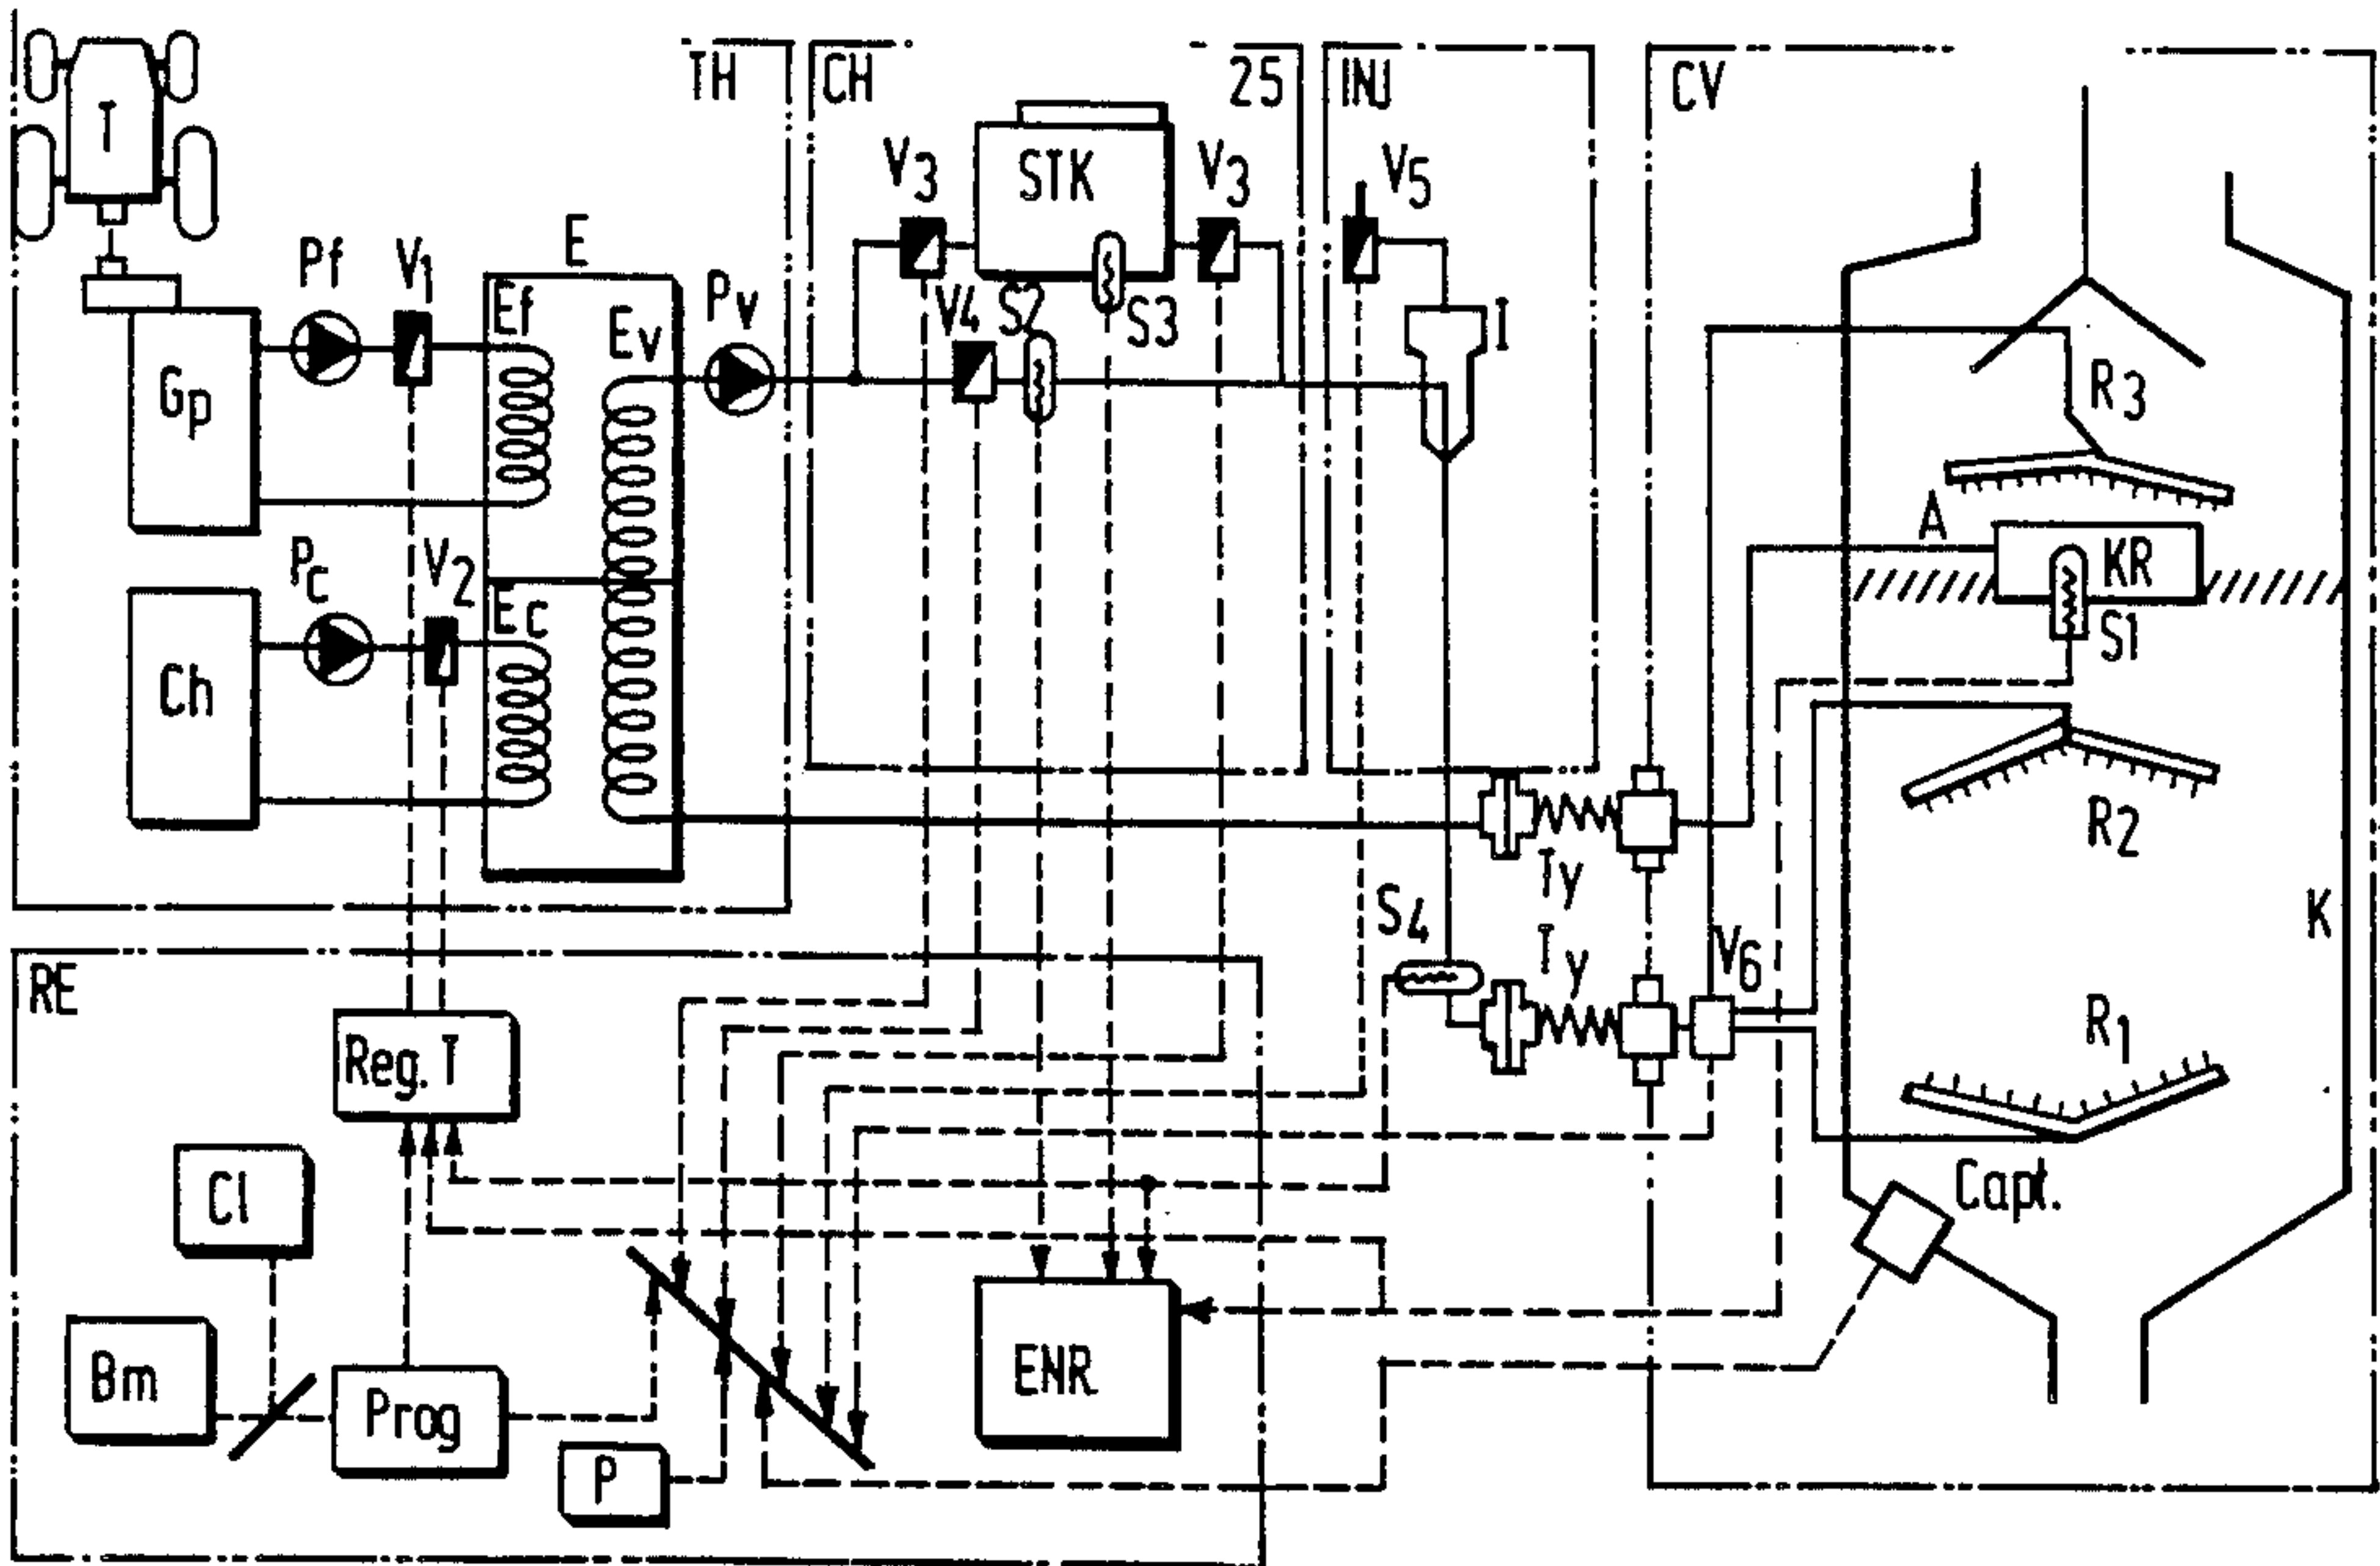 TH
CH
25
INJ
CV
T
V3
STK
V3
V5
Pf
V1
E
Ef
Ev
Pv
V4
S2
S3
I
R3
Gp
A
KR
S1
Pc
V2
Ec
Ch
R2
Ty
K
S4
Ty
V6
RE
R1
Reg. T
Capt.
Cl
Bm
Prog
P
ENR